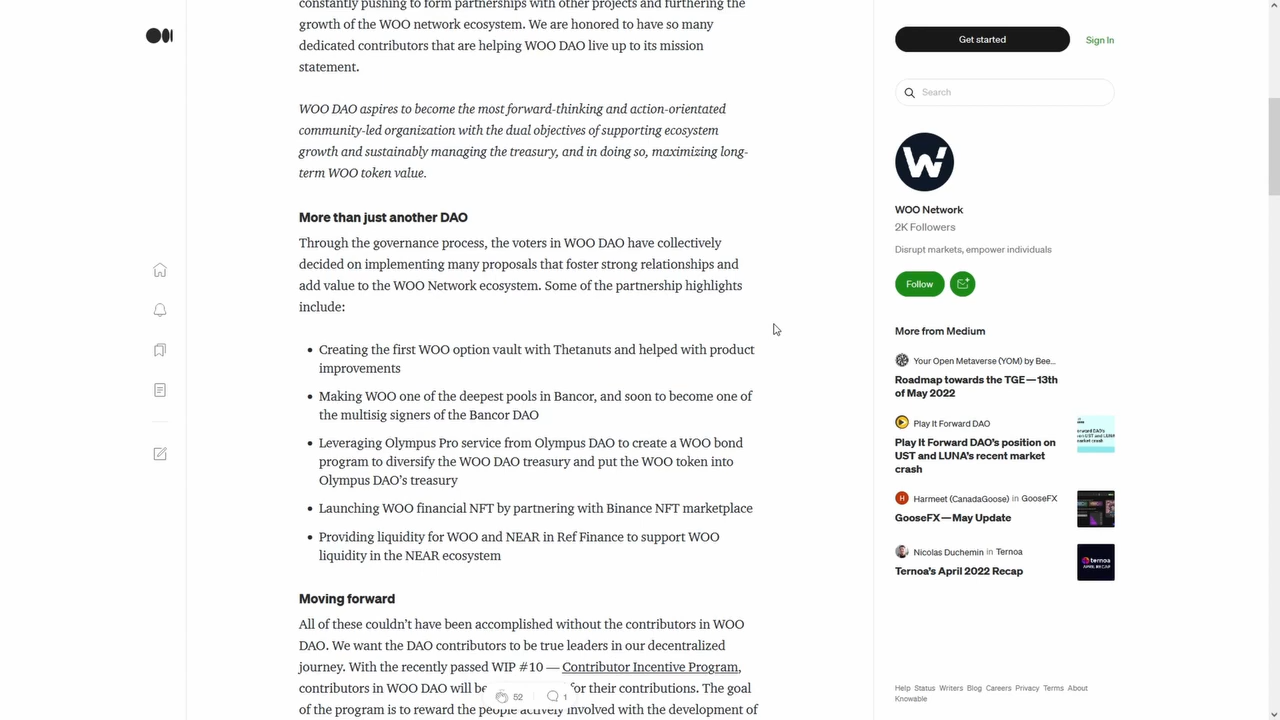 constantly pushing to form partnerships with other projects and furthering the
growth of the WOO network ecosystem. We are honored to have so many
dedicated contributors that are helping WOO DAO live up to its mission
statement.
WOO DAO aspires to become the most forward-thinking and action-orientated
community-led organization with the dual objectives of supporting ecosystem
growth and sustainably managing the treasury, and in doing so, maximizing long-
term WOO token value.
More than just another DAO
Through the governance process, the voters in WOO DAO have collectively
decided on implementing many proposals that foster strong relationships and
add value to the WOO Network ecosystem. Some of the partnership highlights
include:
• Creating the first WOO option vault with Thetanuts and helped with product
improvements
• Making WOO one of the deepest pools in Bancor, and soon to become one of
the multisig signers of the Bancor DAO
• Leveraging Olympus Pro service from Olympus DAO to create a WOO bond
program to diversify the WOO DAO treasury and put the WOO token into
Olympus DAO's treasury
• Launching WOO financial NFT by partnering with Binance NFT marketplace
• Providing liquidity for WOO and NEAR in Ref Finance to support WOO
liquidity in the NEAR ecosystem
Moving forward
All of these couldn't have been accomplished without the contributors in WOO
DAO. We want the DAO contributors to be true leaders in our decentralized
journey. With the recently passed WIP #10 — Contributor Incentive Program,
contributors in WOO DAO will be for their contributions. The goal
of the program is to reward the people actively involved with the development of
52
1
Get started
Sign In
Search
W
WOO Network
2K Followers
Disrupt markets, empower individuals
Follow
More from Medium
Your Open Metaverse (YOM) by Bee...
Roadmap towards the TGE — 13th
of May 2022
Play It Forward DAO
Play It Forward DAO's position on
UST and LUNA's recent market
crash
H
Harmeet (CanadaGoose) in GooseFX
GooseFX — May Update
Nicolas Duchemin in Ternoa
Ternoa's April 2022 Recap
ternoa
APRIL RECAP
Help Status Writers Blog Careers Privacy Terms About
Knowable